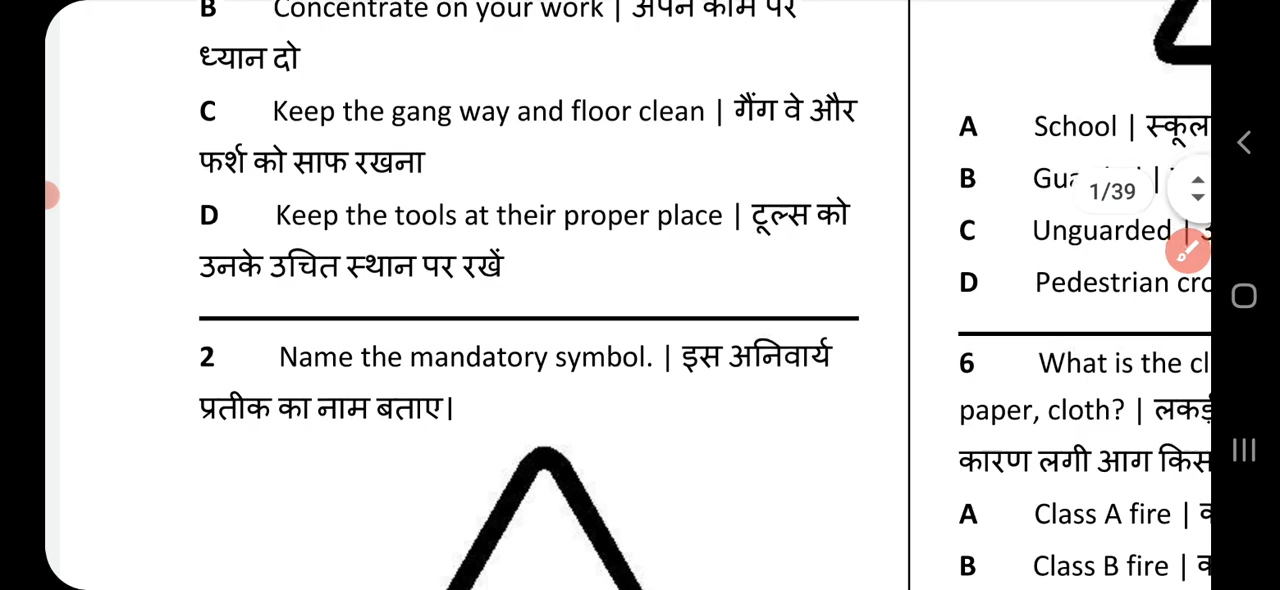 B Concentrate on your work | अपने काम पर
ध्यान दो
C Keep the gang way and floor clean | गैंग वे और
फर्श को साफ रखना
D Keep the tools at their proper place | टूल्स को
उनके उचित स्थान पर रखें
2 Name the mandatory symbol. | इस अनिवार्य
प्रतीक का नाम बताए।
A School | स्कूल
B |
C Unguarded |
D Pedestrian
6 What is the
paper, cloth? |
कारण लगी आग
A Class A fire |
B Class B fire |
1/39